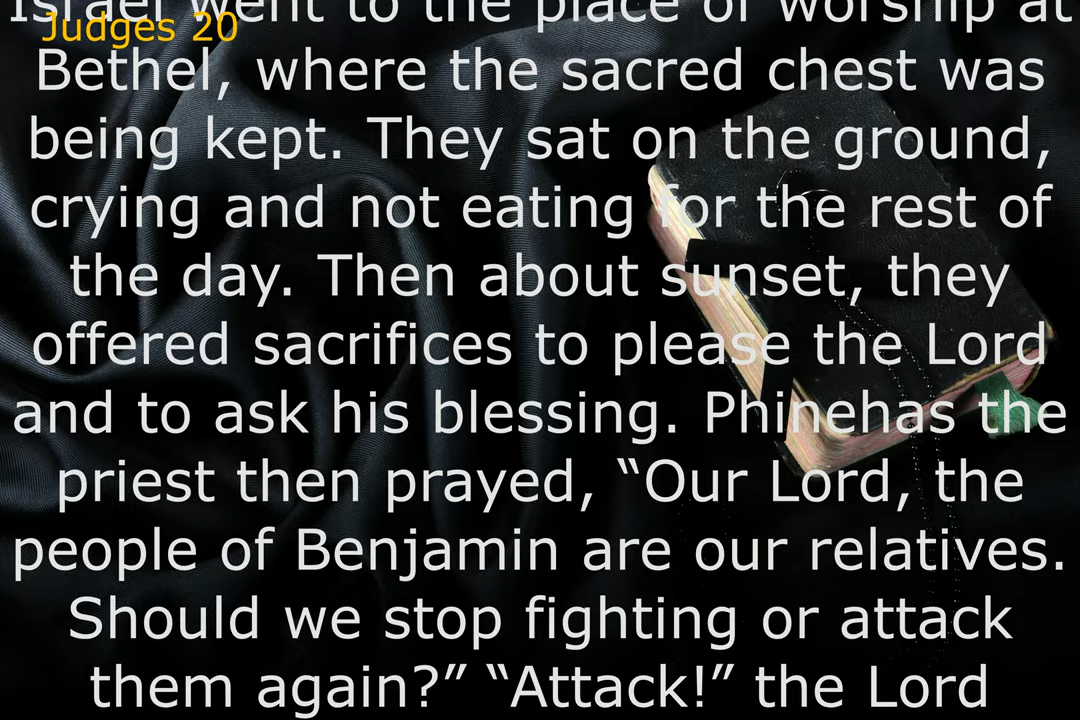 Israel went to the place of worship at
Judges 20
Bethel, where the sacred chest was
being kept. They sat on the ground,
crying and not eating for the rest of
the day. Then about sunset, they
offered sacrifices to please the Lord
and to ask his blessing. Phinehas the
priest then prayed, “Our Lord, the
people of Benjamin are our relatives.
Should we stop fighting or attack
them again?” “Attack!” the Lord